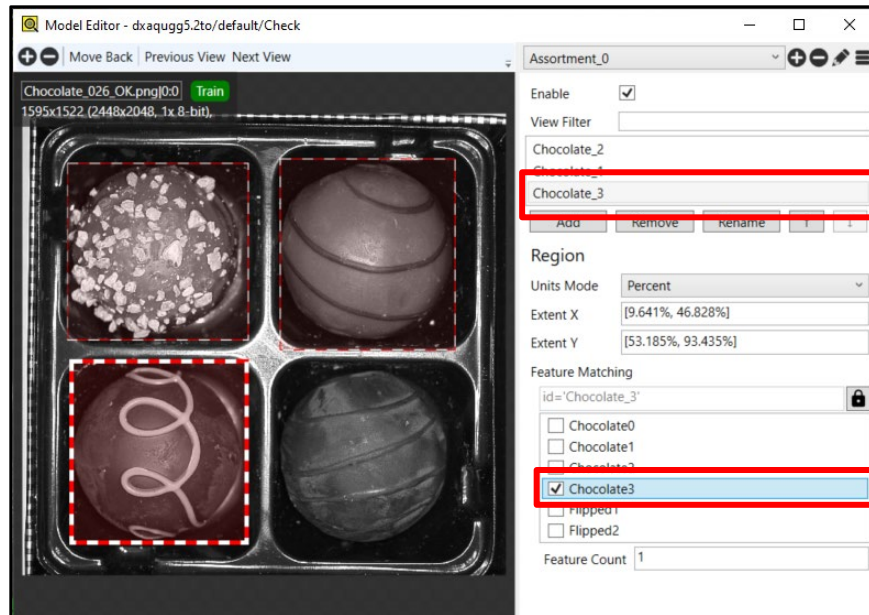 Model Editor - dxaqugg5.2to/default/Check
Move Back Previous View Next View
Assortment_0
Chocolate_026_OK.png|0:0 Train
1595x1522 (2448x2048, 1x 8-bit),
Enable
View Filter
Chocolate_2
Chocolate_3
Add Remove Rename ↑ ↓
Region
Units Mode Percent
Extent X [9.641%, 46.828%]
Extent Y [53.185%, 93.435%]
Feature Matching
id='Chocolate_3'
Chocolate0
Chocolate1
Chocolate2
Chocolate3
Flipped1
Flipped2
Feature Count 1